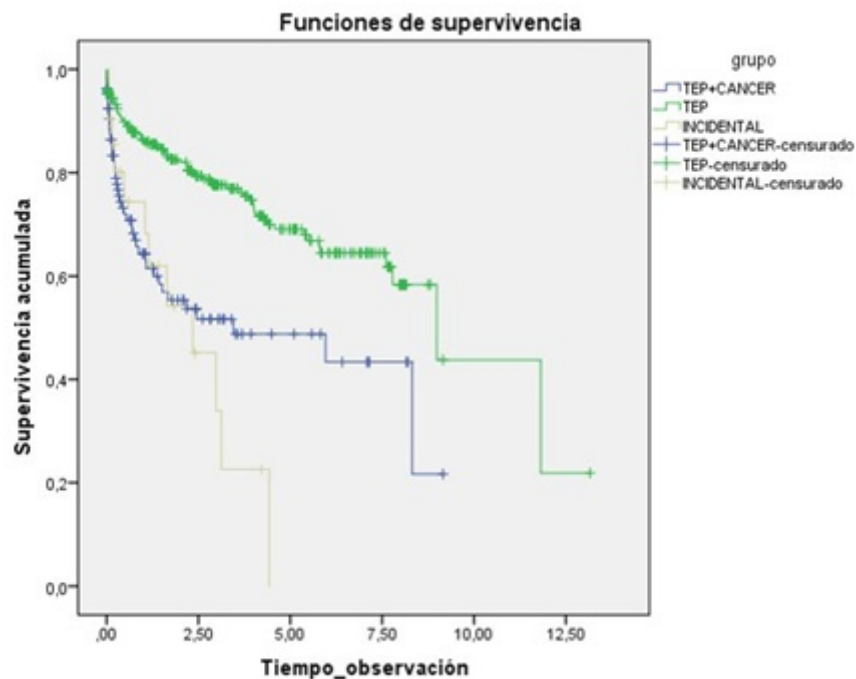 Funciones de supervivencia
grupo
TEP+CANCER
TEP
INCIDENTAL
TEP+CANCER-censurado
TEP-censurado
INCIDENTAL-censurado
Supervivencia acumulada
1,0
0,8
0,6
0,4
0,2
0,0
,00 2,50 5,00 7,50 10,00 12,50
Tiempo_observación